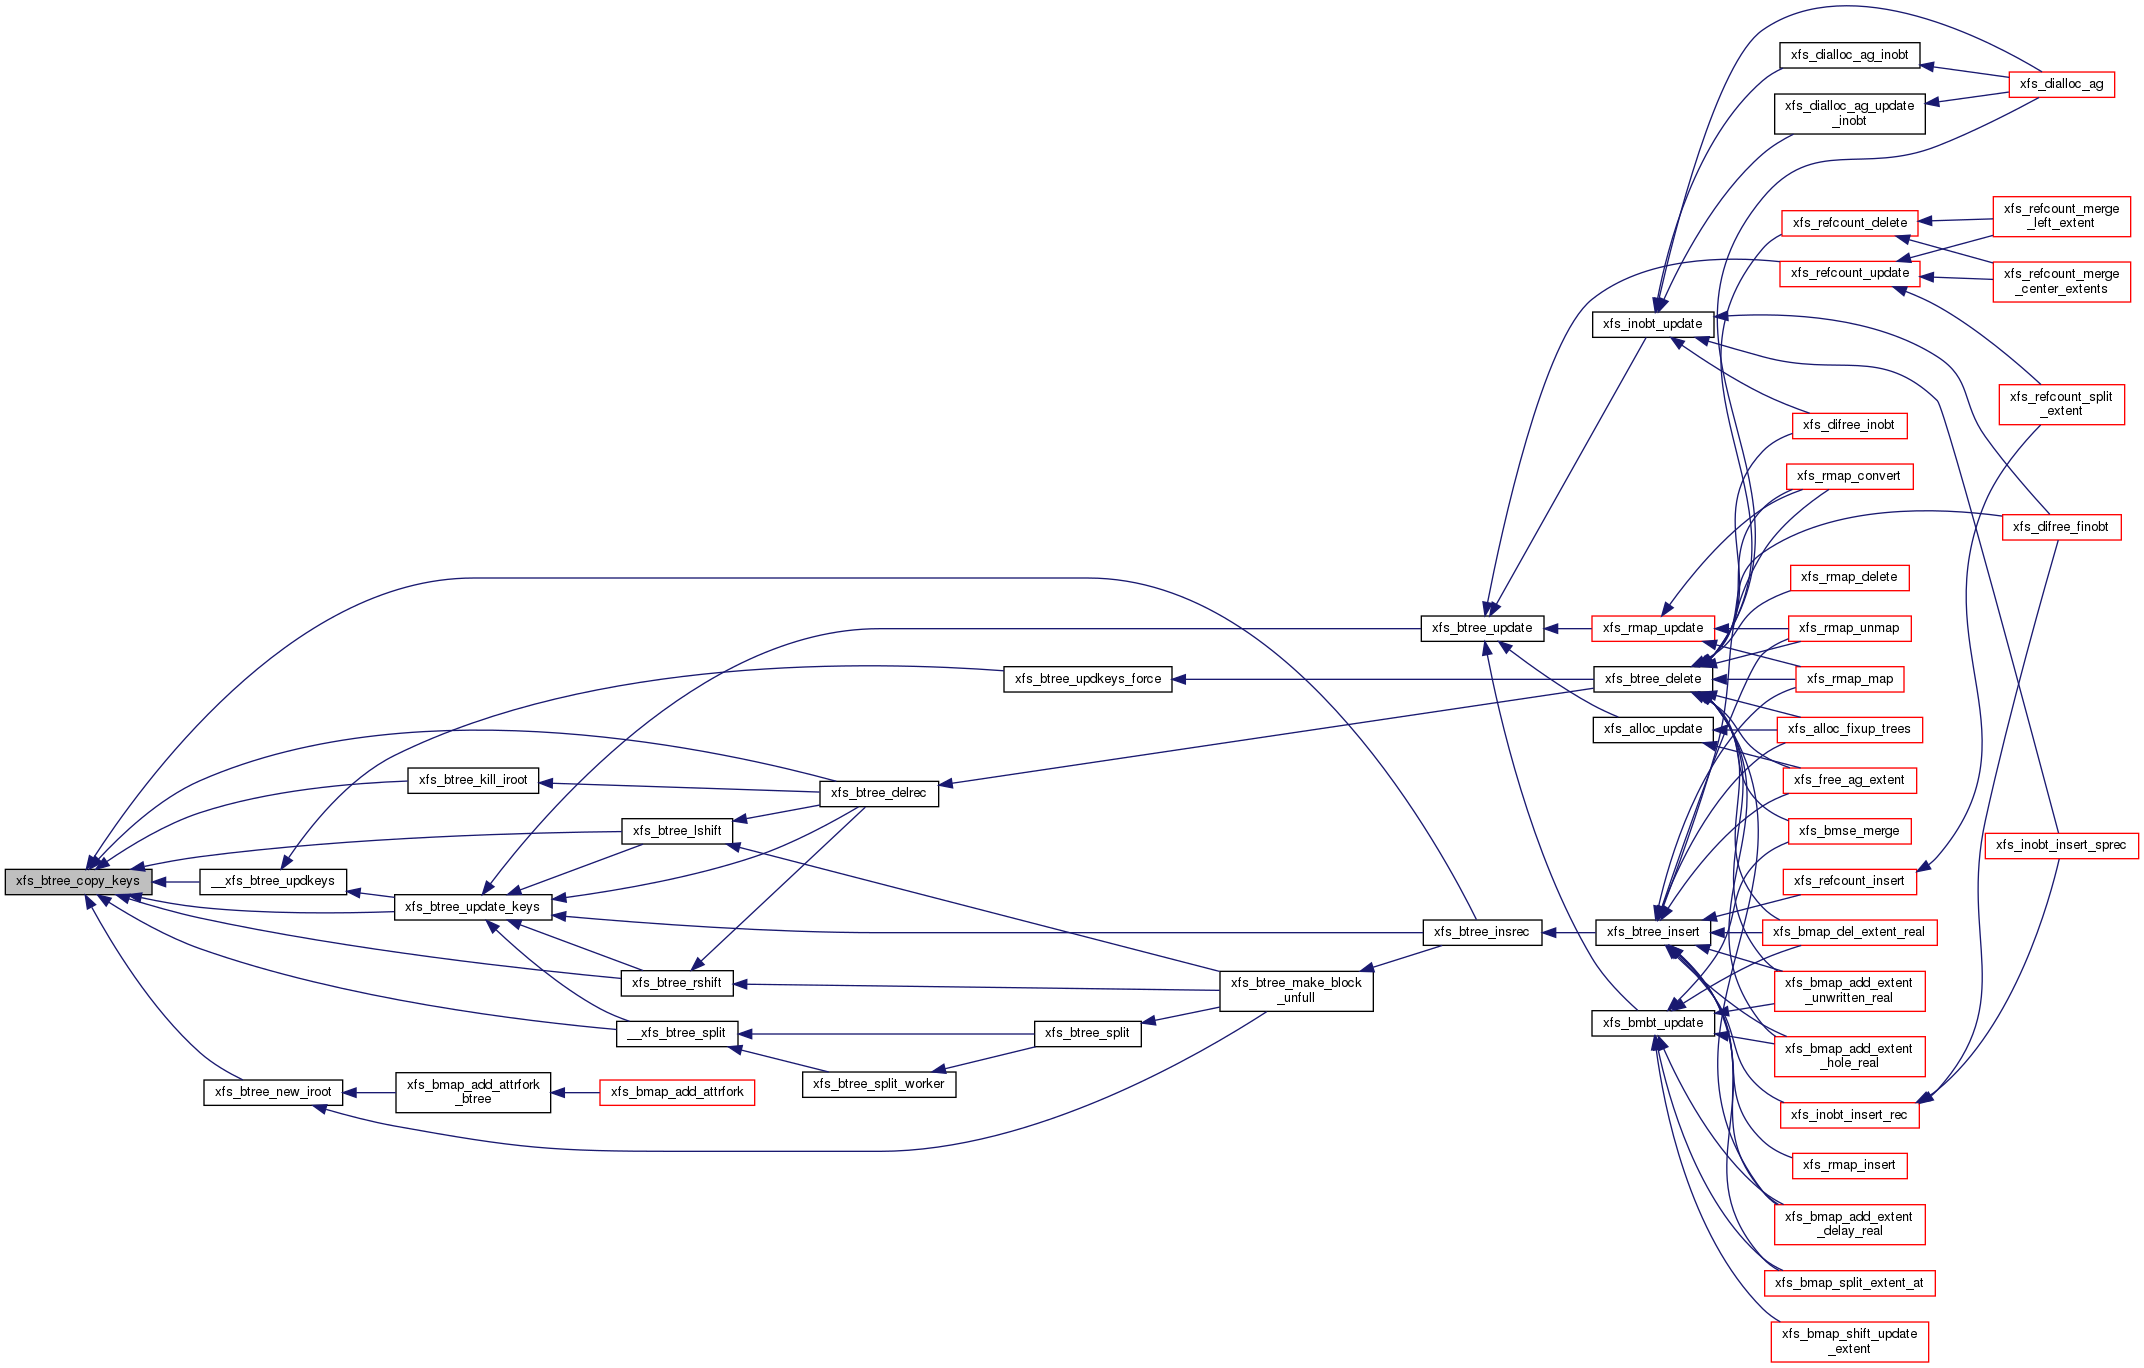 xfs_dialloc_ag_inobt
xfs_dialloc_ag
xfs_dialloc_ag_update
_inobt
xfs_refcount_delete
xfs_refcount_merge
_left_extent
xfs_refcount_update
xfs_refcount_merge
_center_extents
xfs_inobt_update
xfs_refcount_split
_extent
xfs_difree_inobt
xfs_rmap_convert
xfs_difree_finobt
xfs_rmap_delete
xfs_btree_update
xfs_rmap_update
xfs_rmap_unmap
xfs_btree_updkeys_force
xfs_btree_delete
xfs_rmap_map
xfs_alloc_update
xfs_alloc_fixup_trees
xfs_btree_kill_iroot
xfs_btree_delrec
xfs_free_ag_extent
xfs_btree_lshift
xfs_bmse_merge
xfs_inobt_insert_sprec
xfs_btree_copy_keys
__xfs_btree_updkeys
xfs_refcount_insert
xfs_btree_update_keys
xfs_btree_insrec
xfs_btree_insert
xfs_bmap_del_extent_real
xfs_btree_rshift
xfs_btree_make_block
_unfull
xfs_bmap_add_extent
_unwritten_real
__xfs_btree_split
xfs_btree_split
xfs_bmbt_update
xfs_bmap_add_extent
_hole_real
xfs_btree_split_worker
xfs_btree_new_iroot
xfs_bmap_add_attrfork
_btree
xfs_bmap_add_attrfork
xfs_inobt_insert_rec
xfs_rmap_insert
xfs_bmap_add_extent
_delay_real
xfs_bmap_split_extent_at
xfs_bmap_shift_update
_extent